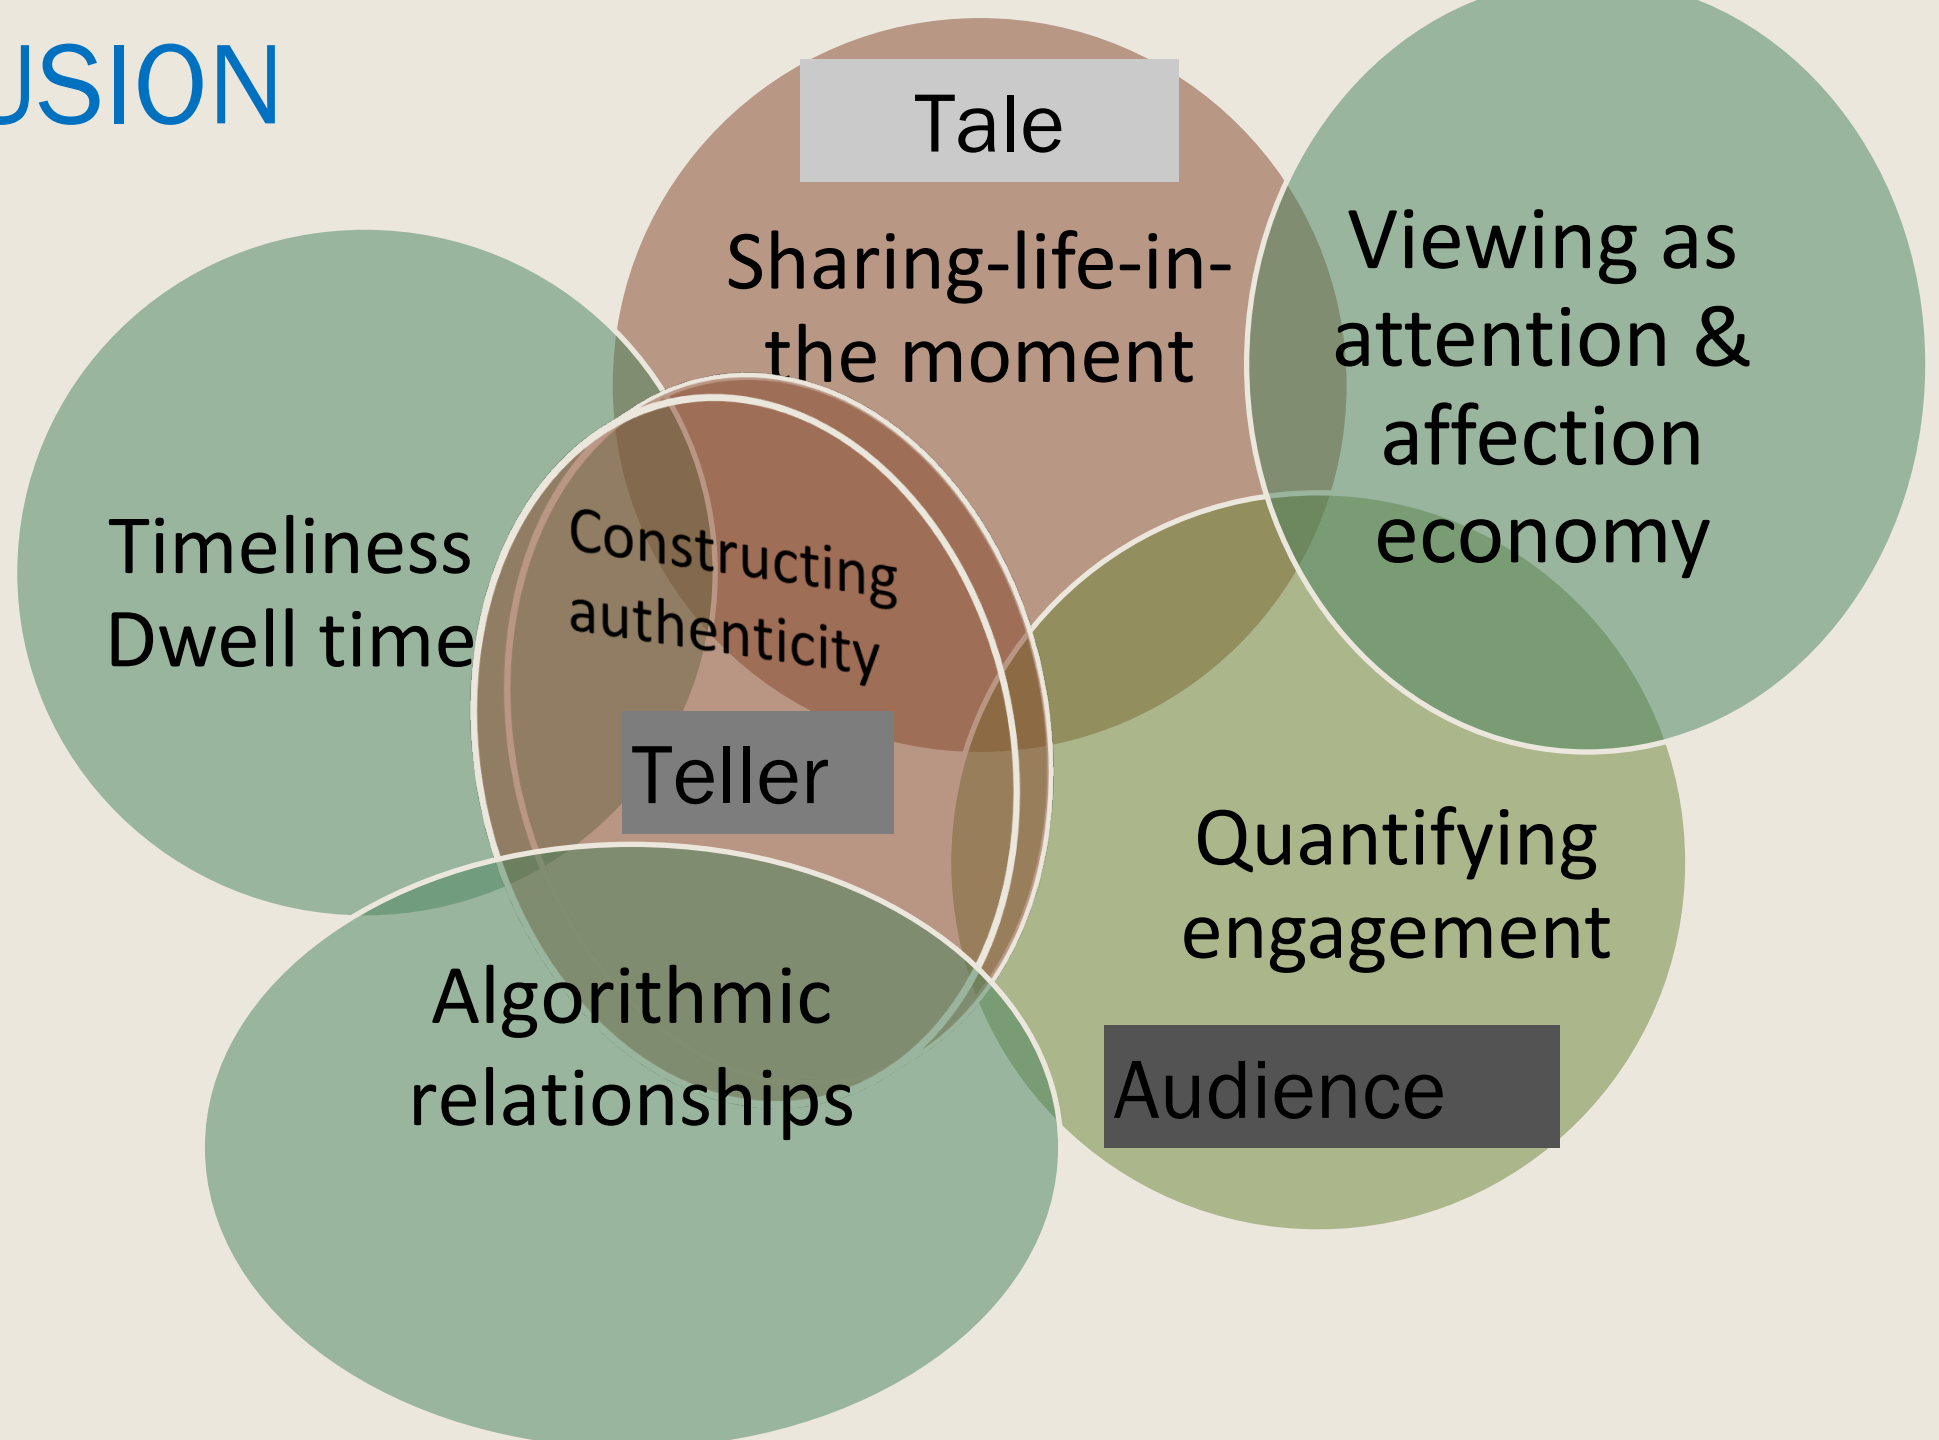 USION
Tale
Sharing-life-in-
the moment
Viewing as
attention &
affection
economy
Timeliness
Dwell time
Constructing
authenticity
Teller
Quantifying
engagement
Algorithmic
relationships
Audience